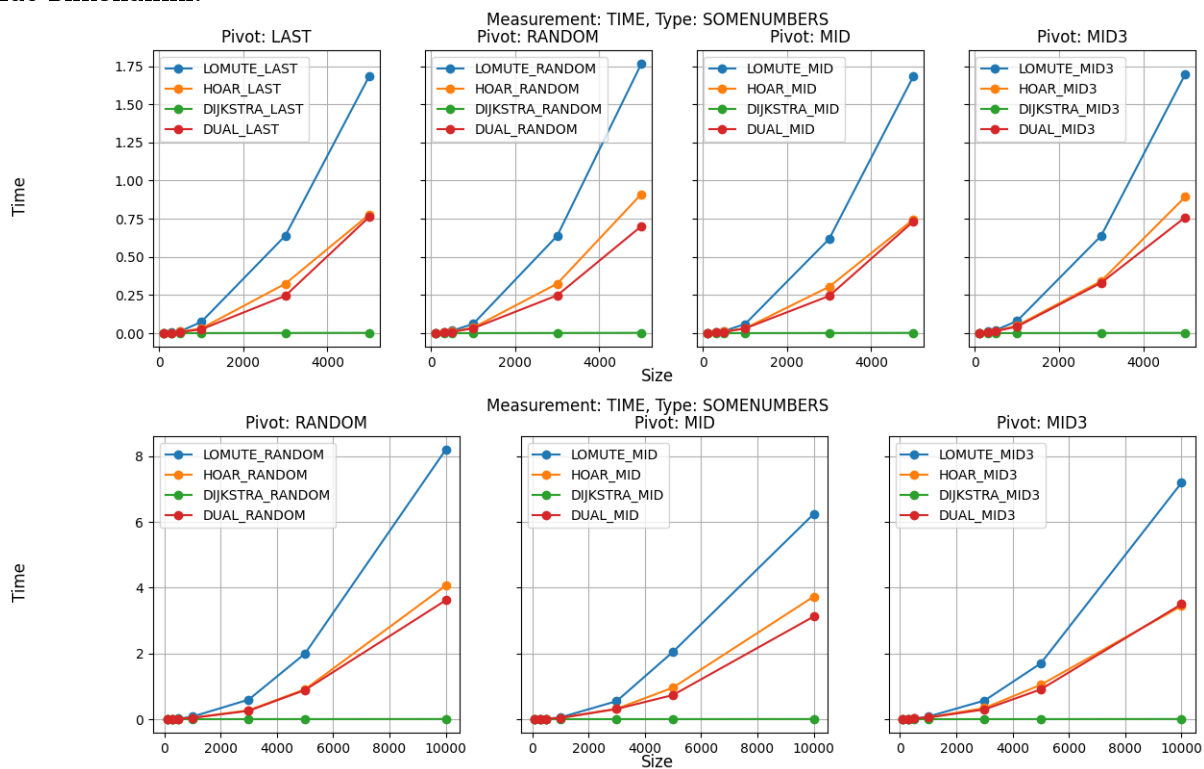 Measurement: TIME, Type: SOMENUMBERS
Pivot: LAST
Pivot: RANDOM
Pivot: MID
Pivot: MID3
LOMUTE_LAST
HOAR_LAST
DIJKSTRA_LAST
DUAL_LAST
LOMUTE_RANDOM
HOAR_RANDOM
DIJKSTRA_RANDOM
DUAL_RANDOM
LOMUTE_MID
HOAR_MID
DIJKSTRA_MID
DUAL_MID
LOMUTE_MID3
HOAR_MID3
DIJKSTRA_MID3
DUAL_MID3
1.75
1.50
1.25
1.00
0.75
0.50
0.25
0.00
Time
0 2000 4000
0 2000 4000
0 2000 4000
0 2000 4000
Size
Measurement: TIME, Type: SOMENUMBERS
Pivot: RANDOM
Pivot: MID
Pivot: MID3
LOMUTE_RANDOM
HOAR_RANDOM
DIJKSTRA_RANDOM
DUAL_RANDOM
LOMUTE_MID
HOAR_MID
DIJKSTRA_MID
DUAL_MID
LOMUTE_MID3
HOAR_MID3
DIJKSTRA_MID3
DUAL_MID3
8
6
4
2
0
Time
0 2000 4000 6000 8000 10000
0 2000 4000 6000 8000 10000
0 2000 4000 6000 8000 10000
Size